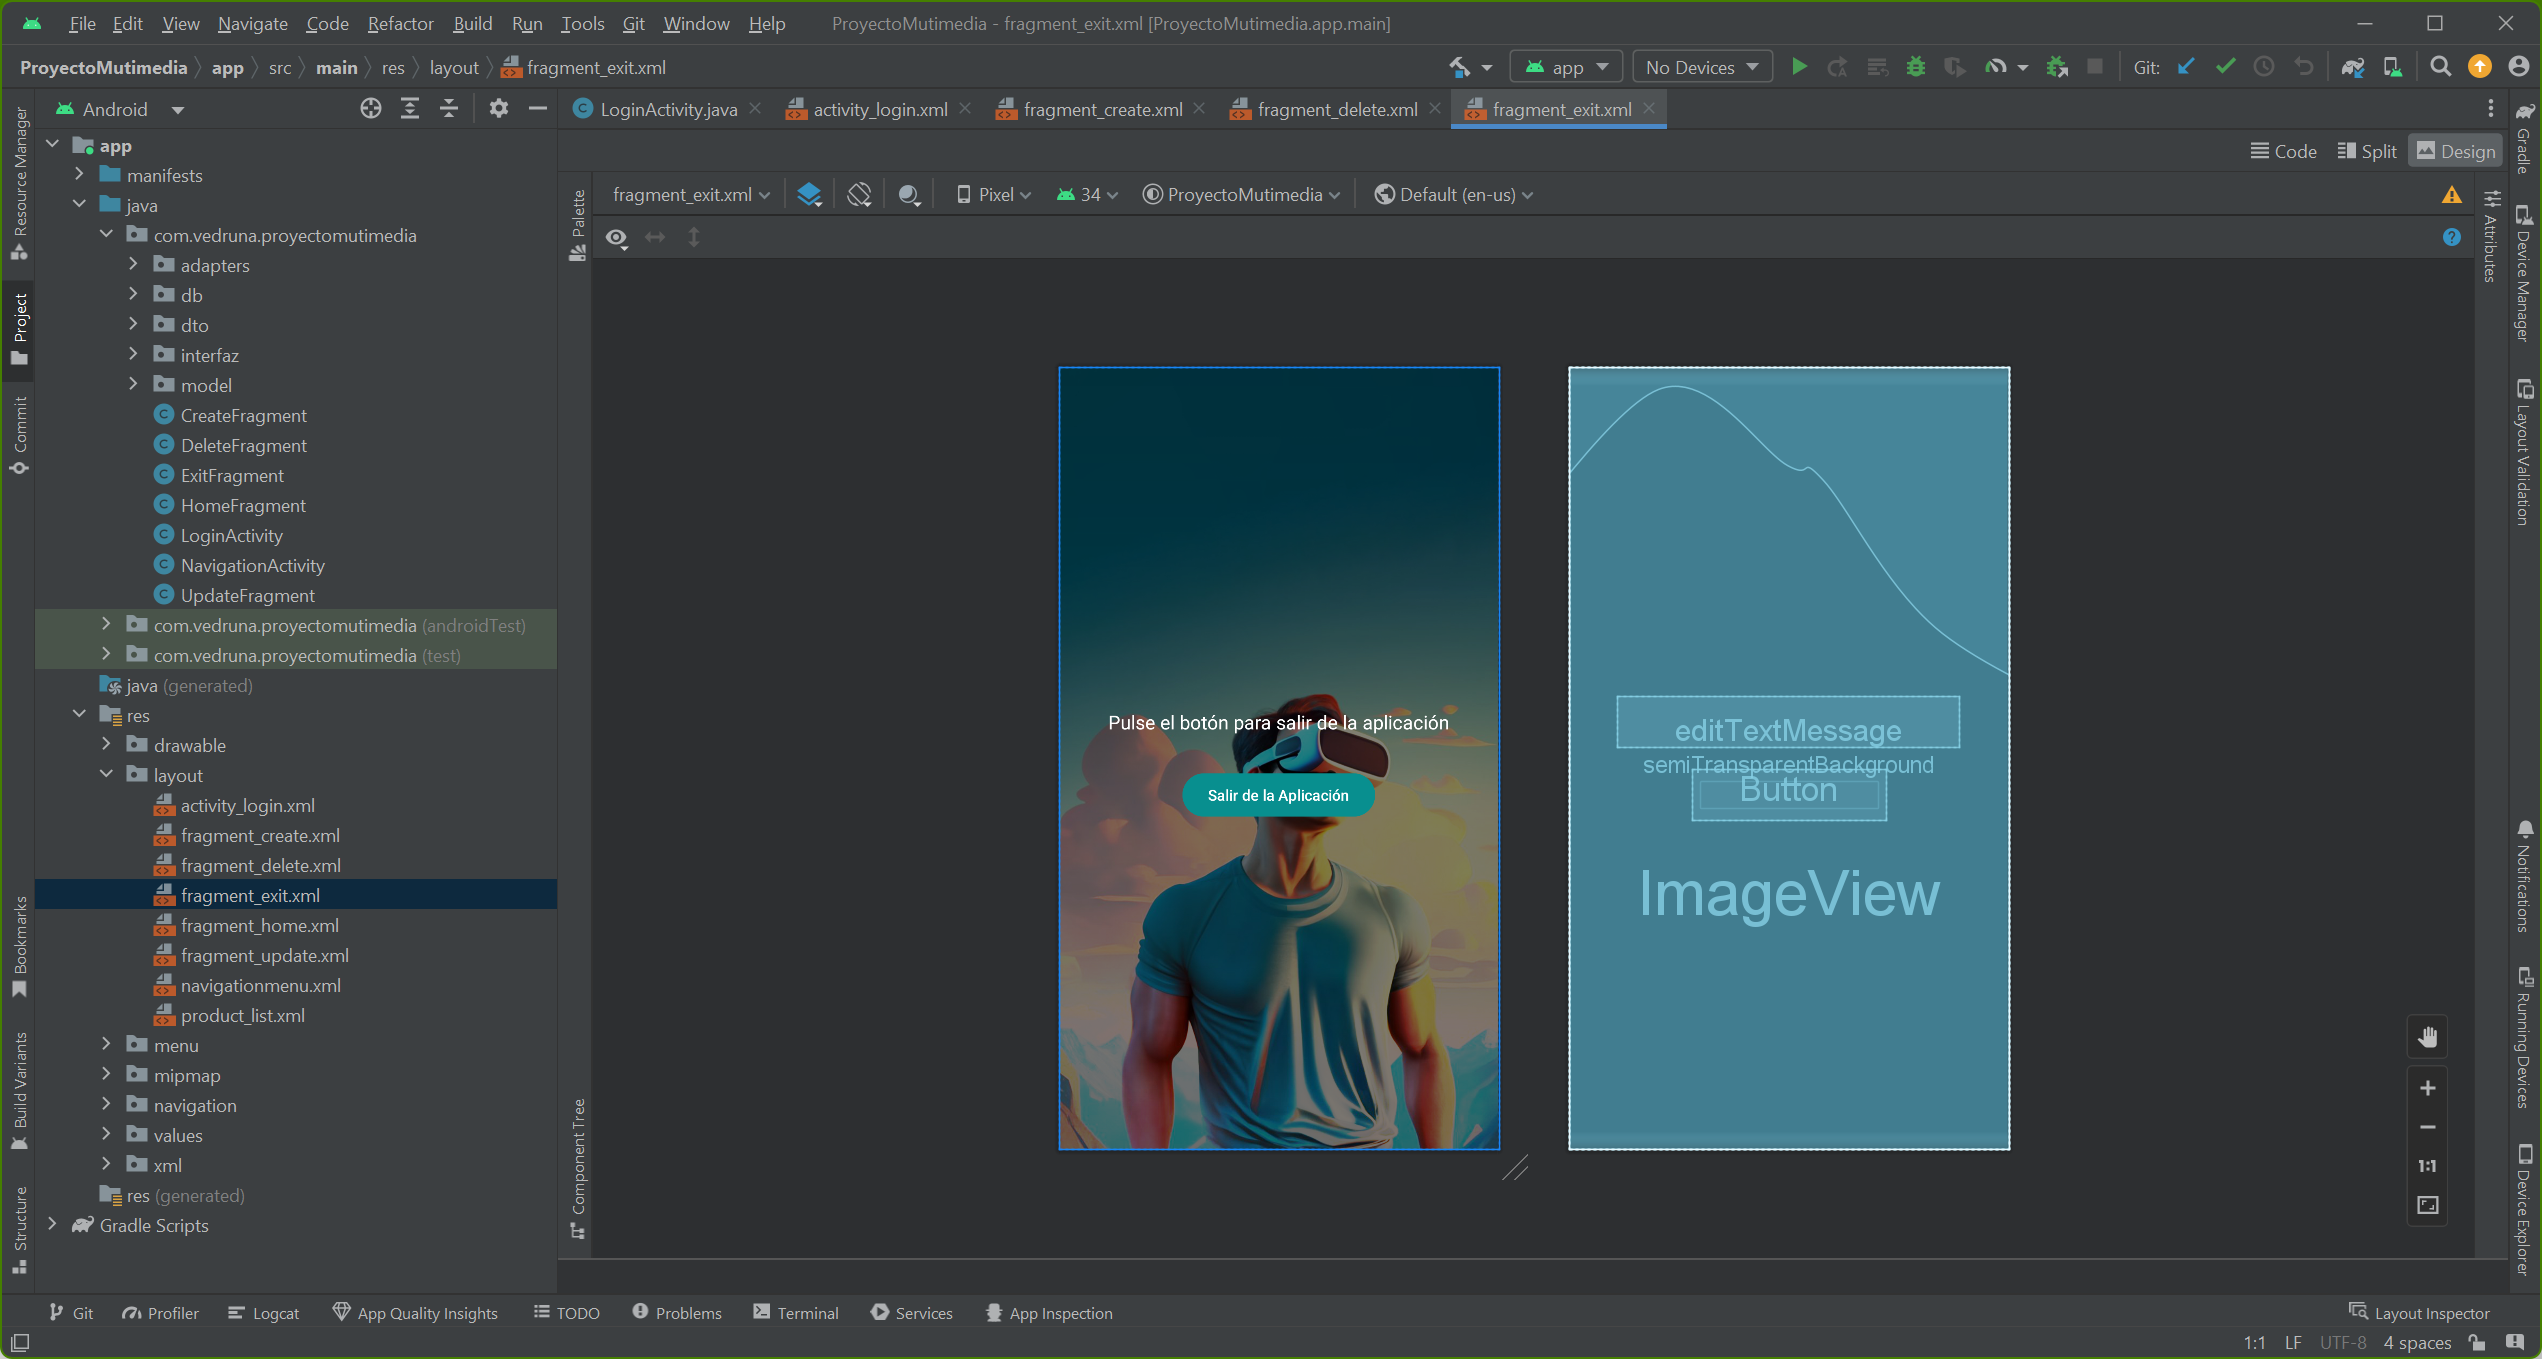 File Edit View Navigate Code Refactor Build Run Tools Git Window Help ProyectoMutimedia - fragment_exit.xml [ProyectoMutimedia.app.main]
ProyectoMutimedia app src main res layout fragment_exit.xml app No Devices Git:
Android
LoginActivity.java activity_login.xml fragment_create.xml fragment_delete.xml fragment_exit.xml
Code Split Design
fragment_exit.xml Pixel 34 ProyectoMutimedia Default (en-us)
Resource Manager
Project
Commit
Bookmarks
Build Variants
Structure
app
manifests
java
com.vedruna.proyectomutimedia
adapters
db
dto
interfaz
model
CreateFragment
DeleteFragment
ExitFragment
HomeFragment
LoginActivity
NavigationActivity
UpdateFragment
com.vedruna.proyectomutimedia (androidTest)
com.vedruna.proyectomutimedia (test)
java (generated)
res
drawable
layout
activity_login.xml
fragment_create.xml
fragment_delete.xml
fragment_exit.xml
fragment_home.xml
fragment_update.xml
navigationmenu.xml
product_list.xml
menu
mipmap
navigation
values
xml
res (generated)
Gradle Scripts
Palette
Component Tree
Pulse el botón para salir de la aplicación
Salir de la Aplicación
editTextMessage
semiTransparentBackground
Button
ImageView
1:1
Attributes
Gradle
Device Manager
Layout Validation
Notifications
Running Devices
Device Explorer
Git Profiler Logcat App Quality Insights TODO Problems Terminal Services App Inspection Layout Inspector
1:1 LF UTF-8 4 spaces